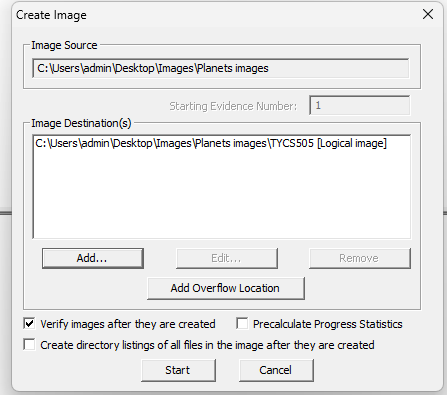 Create Image
Image Source
C:\Users\admin\Desktop\Images\Planets images
Starting Evidence Number: 1
Image Destination(s)
C:\Users\admin\Desktop\Images\Planets images\TYCS505 [Logical image]
Add... Edit... Remove
Add Overflow Location
Verify images after they are created Precalculate Progress Statistics
Create directory listings of all files in the image after they are created
Start Cancel